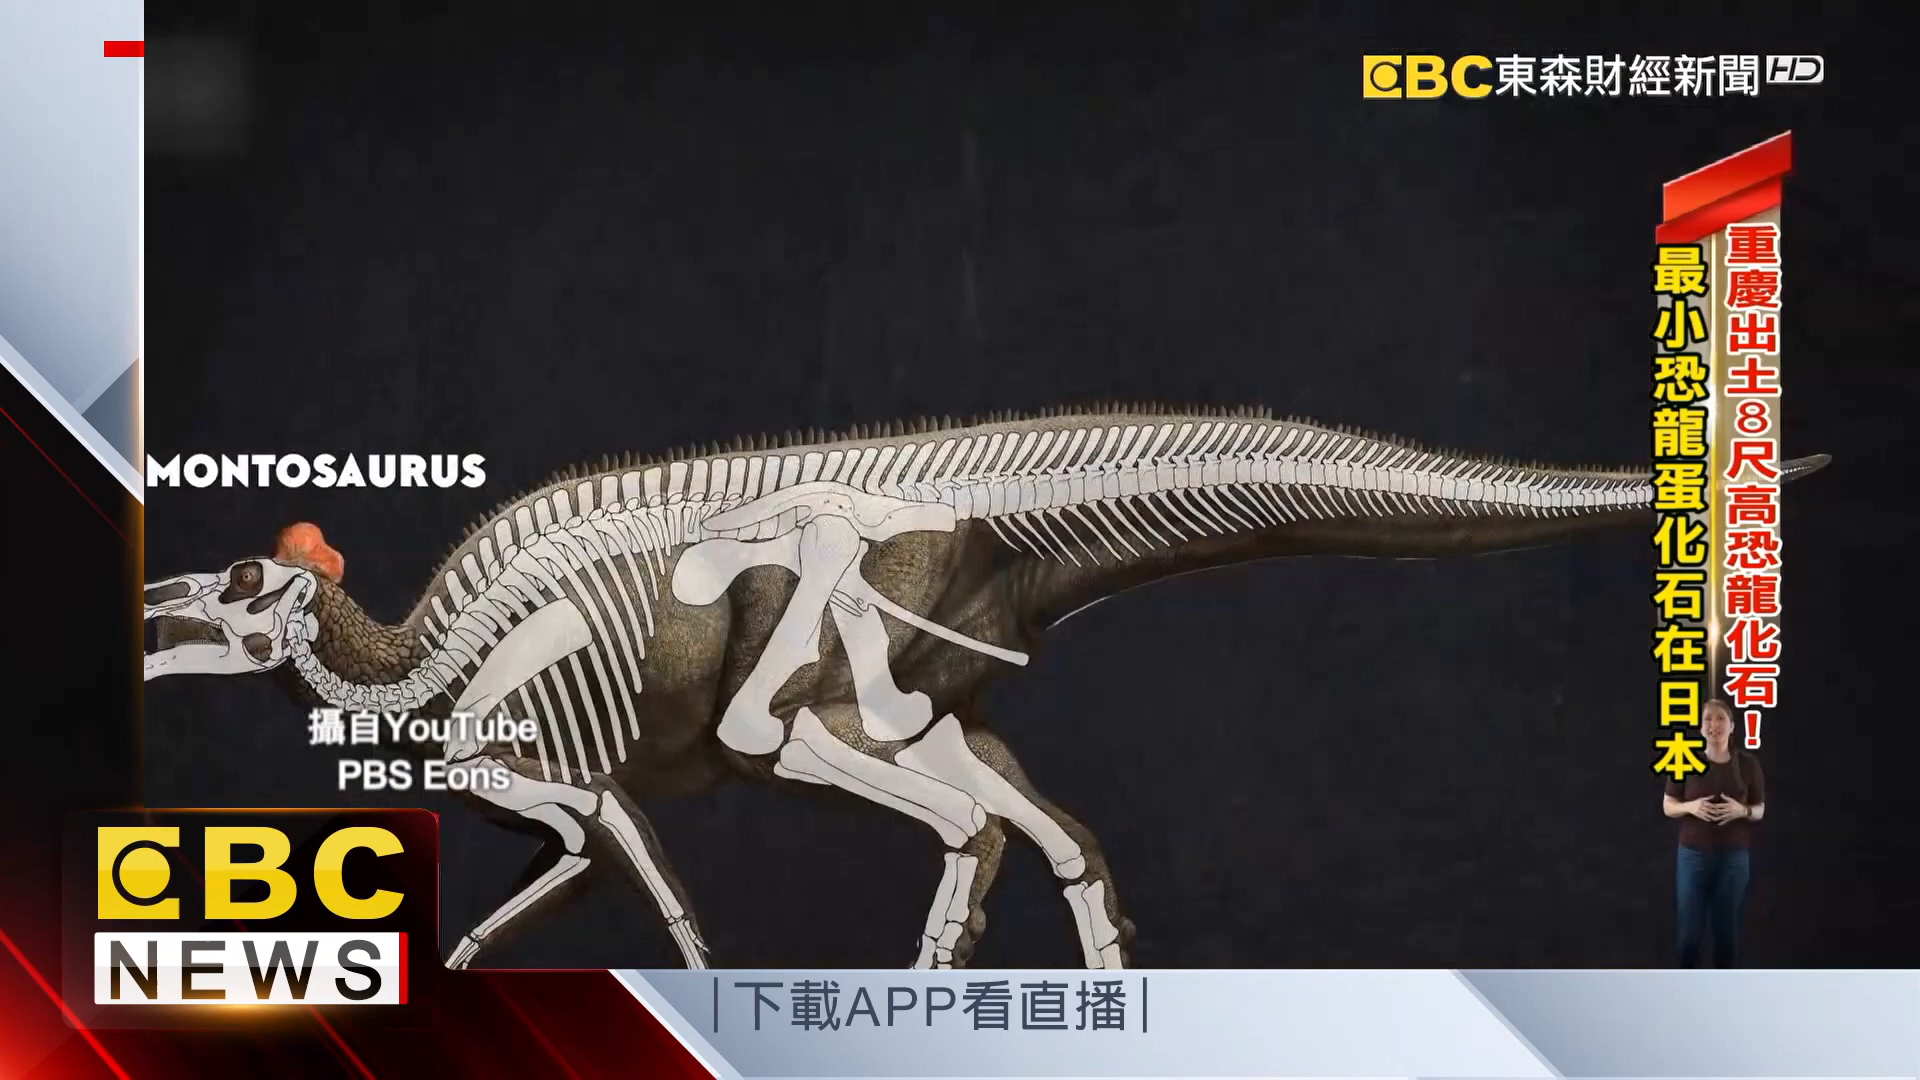 EBC東森財經新聞HD
重慶出土8尺高恐龍化石!
最小恐龍蛋化石在日本
MONTOSAURUS
攝自YouTube
PBS Eons
EBC
NEWS
|下載APP看直播|